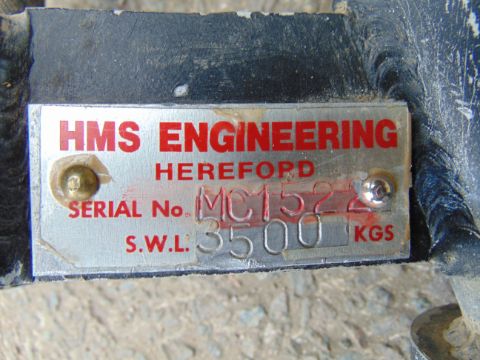 HMS ENGINEERING
HEREFORD
SERIAL No. MC1522
S.W.L. 3500 KGS